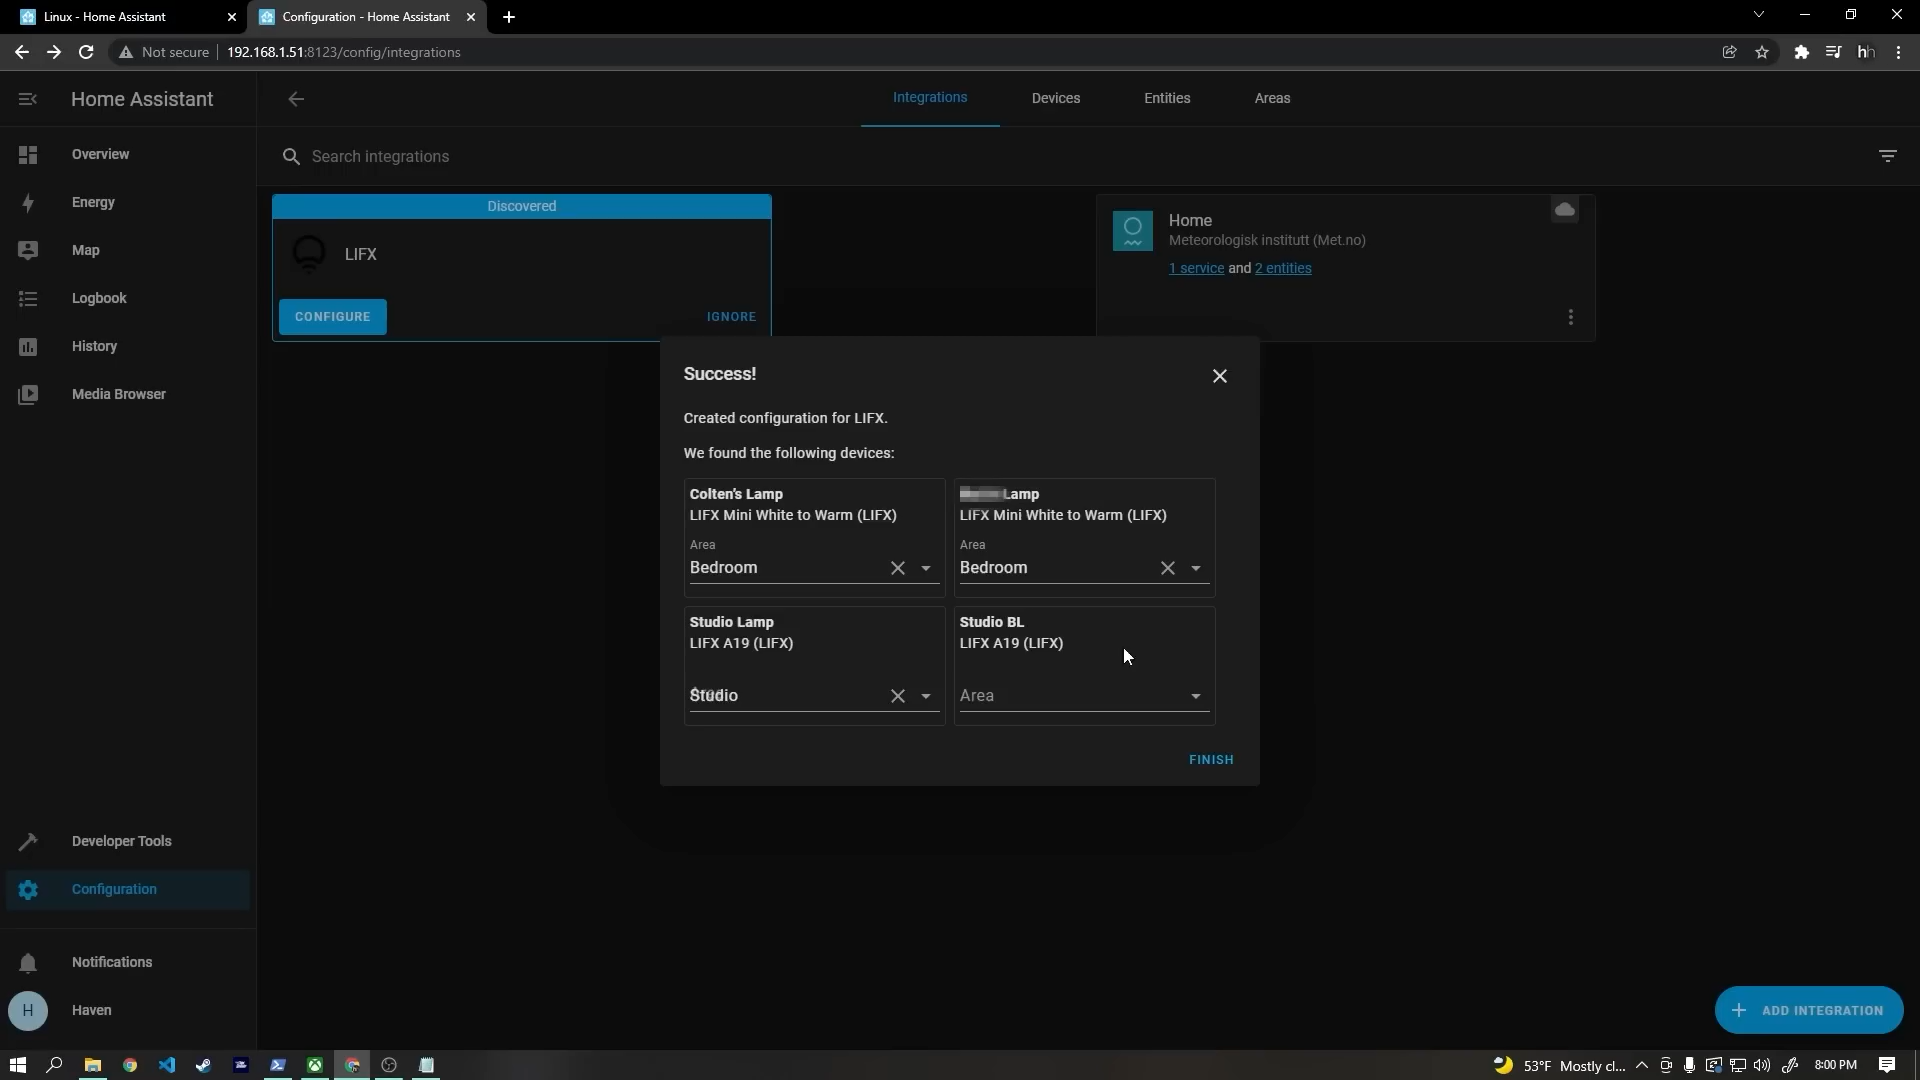 Linux - Home Assistant
Configuration - Home Assistant
Not secure
192.168.1.51:8123/config/integrations
hh
Home Assistant
Integrations
Devices
Entities
Areas
Search integrations
Overview
Energy
Map
Logbook
History
Media Browser
Developer Tools
Configuration
Notifications
H
Haven
Discovered
LIFX
CONFIGURE
IGNORE
Home
Meteorologisk institutt (Met.no)
1 service and 2 entities
Success!
Created configuration for LIFX.
We found the following devices:
Colten's Lamp
LIFX Mini White to Warm (LIFX)
Area
Bedroom
Lamp
LIFX Mini White to Warm (LIFX)
Area
Bedroom
Studio Lamp
LIFX A19 (LIFX)
Studio
Studio BL
LIFX A19 (LIFX)
Area
FINISH
ADD INTEGRATION
53°F Mostly cl...
8:00 PM